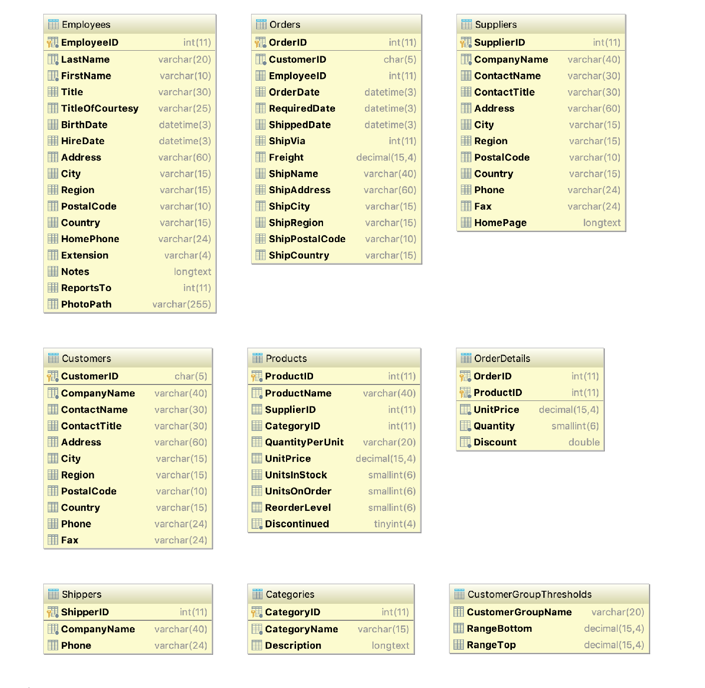 Employees
EmployeeID int(11)
LastName varchar(20)
FirstName varchar(10)
Title varchar(30)
TitleOfCourtesy varchar(25)
BirthDate datetime(3)
HireDate datetime(3)
Address varchar(60)
City varchar(15)
Region varchar(15)
PostalCode varchar(10)
Country varchar(15)
HomePhone varchar(24)
Extension varchar(4)
Notes longtext
ReportsTo int(11)
PhotoPath varchar(255)
Orders
OrderID int(11)
CustomerID char(5)
EmployeeID int(11)
OrderDate datetime(3)
RequiredDate datetime(3)
ShippedDate datetime(3)
ShipVia int(11)
Freight decimal(15,4)
ShipName varchar(40)
ShipAddress varchar(60)
ShipCity varchar(15)
ShipRegion varchar(15)
ShipPostalCode varchar(10)
ShipCountry varchar(15)
Suppliers
SupplierID int(11)
CompanyName varchar(40)
ContactName varchar(30)
ContactTitle varchar(30)
Address varchar(60)
City varchar(15)
Region varchar(15)
PostalCode varchar(10)
Country varchar(15)
Phone varchar(24)
Fax varchar(24)
HomePage longtext
Customers
CustomerID char(5)
CompanyName varchar(40)
ContactName varchar(30)
ContactTitle varchar(30)
Address varchar(60)
City varchar(15)
Region varchar(15)
PostalCode varchar(10)
Country varchar(15)
Phone varchar(24)
Fax varchar(24)
Products
ProductID int(11)
ProductName varchar(40)
SupplierID int(11)
CategoryID int(11)
QuantityPerUnit varchar(20)
UnitPrice decimal(15,4)
UnitsInStock smallint(6)
UnitsOnOrder smallint(6)
ReorderLevel smallint(6)
Discontinued tinyint(4)
OrderDetails
OrderID int(11)
ProductID int(11)
UnitPrice decimal(15,4)
Quantity smallint(6)
Discount double
Shippers
ShipperID int(11)
CompanyName varchar(40)
Phone varchar(24)
Categories
CategoryID int(11)
CategoryName varchar(15)
Description longtext
CustomerGroupThresholds
CustomerGroupName varchar(20)
RangeBottom decimal(15,4)
RangeTop decimal(15,4)